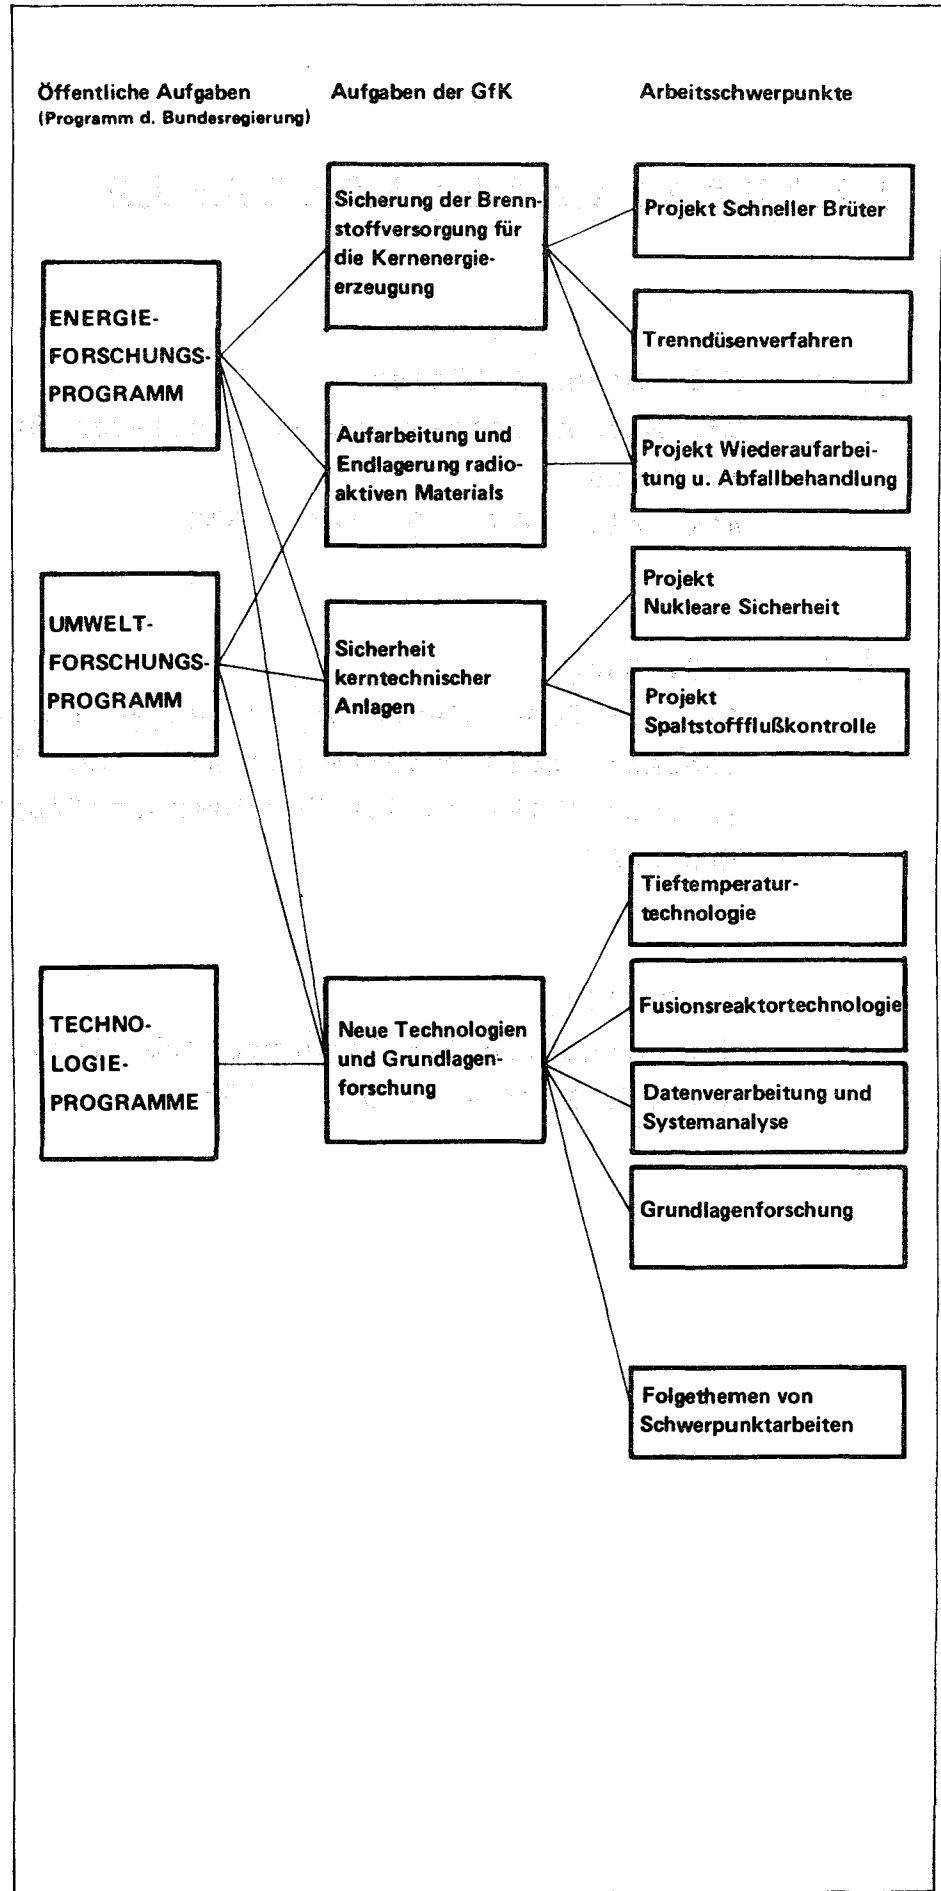 Öffentliche Aufgaben
(Programm d. Bundesregierung)
Aufgaben der GfK
Arbeitsschwerpunkte
ENERGIE-
FORSCHUNGS-
PROGRAMM
UMWELT-
FORSCHUNGS-
PROGRAMM
TECHNO-
LOGIE-
PROGRAMME
Sicherung der Brenn-
stoffversorgung für
die Kernenergie-
erzeugung
Aufarbeitung und
Endlagerung radio-
aktiven Materials
Sicherheit
kerntechnischer
Anlagen
Neue Technologien
und Grundlagen-
forschung
Projekt Schneller Brüter
Trenndüsenverfahren
Projekt Wiederaufarbei-
tung u. Abfallbehandlung
Projekt
Nukleare Sicherheit
Projekt
Spaltstoffflußkontrolle
Tieftemperatur-
technologie
Fusionsreaktortechnologie
Datenverarbeitung und
Systemanalyse
Grundlagenforschung
Folgethemen von
Schwerpunktarbeiten